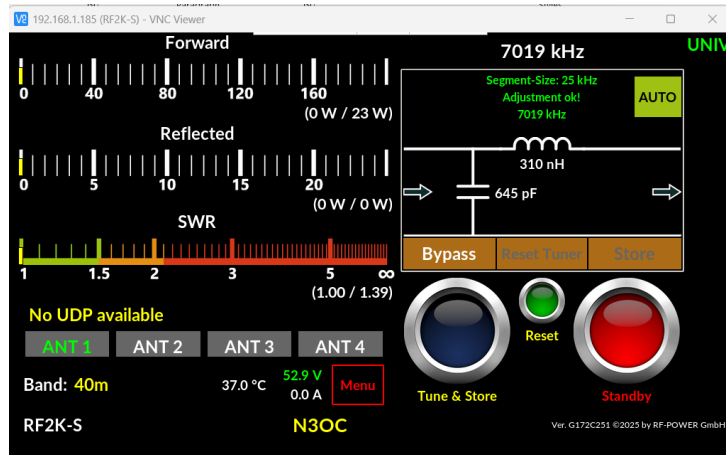 192.168.1.185 (RF2K-S) - VNC Viewer
Forward
0 40 80 120 160
(0 W / 23 W)
Reflected
0 5 10 15 20
(0 W / 0 W)
SWR
1 1.5 2 3 5 ∞
(1.00 / 1.39)
No UDP available
ANT 1 ANT 2 ANT 3 ANT 4
Band: 40m 37.0 °C 52.9 V 0.0 A Menu
RF2K-S N3OC
7019 kHz UNIV
Segment-Size: 25 kHz
Adjustment ok!
7019 kHz
AUTO
310 nH
645 pF
Bypass Reset Tuner Store
Reset
Tune & Store Standby
Ver. G172C251 ©2025 by RF-POWER GmbH